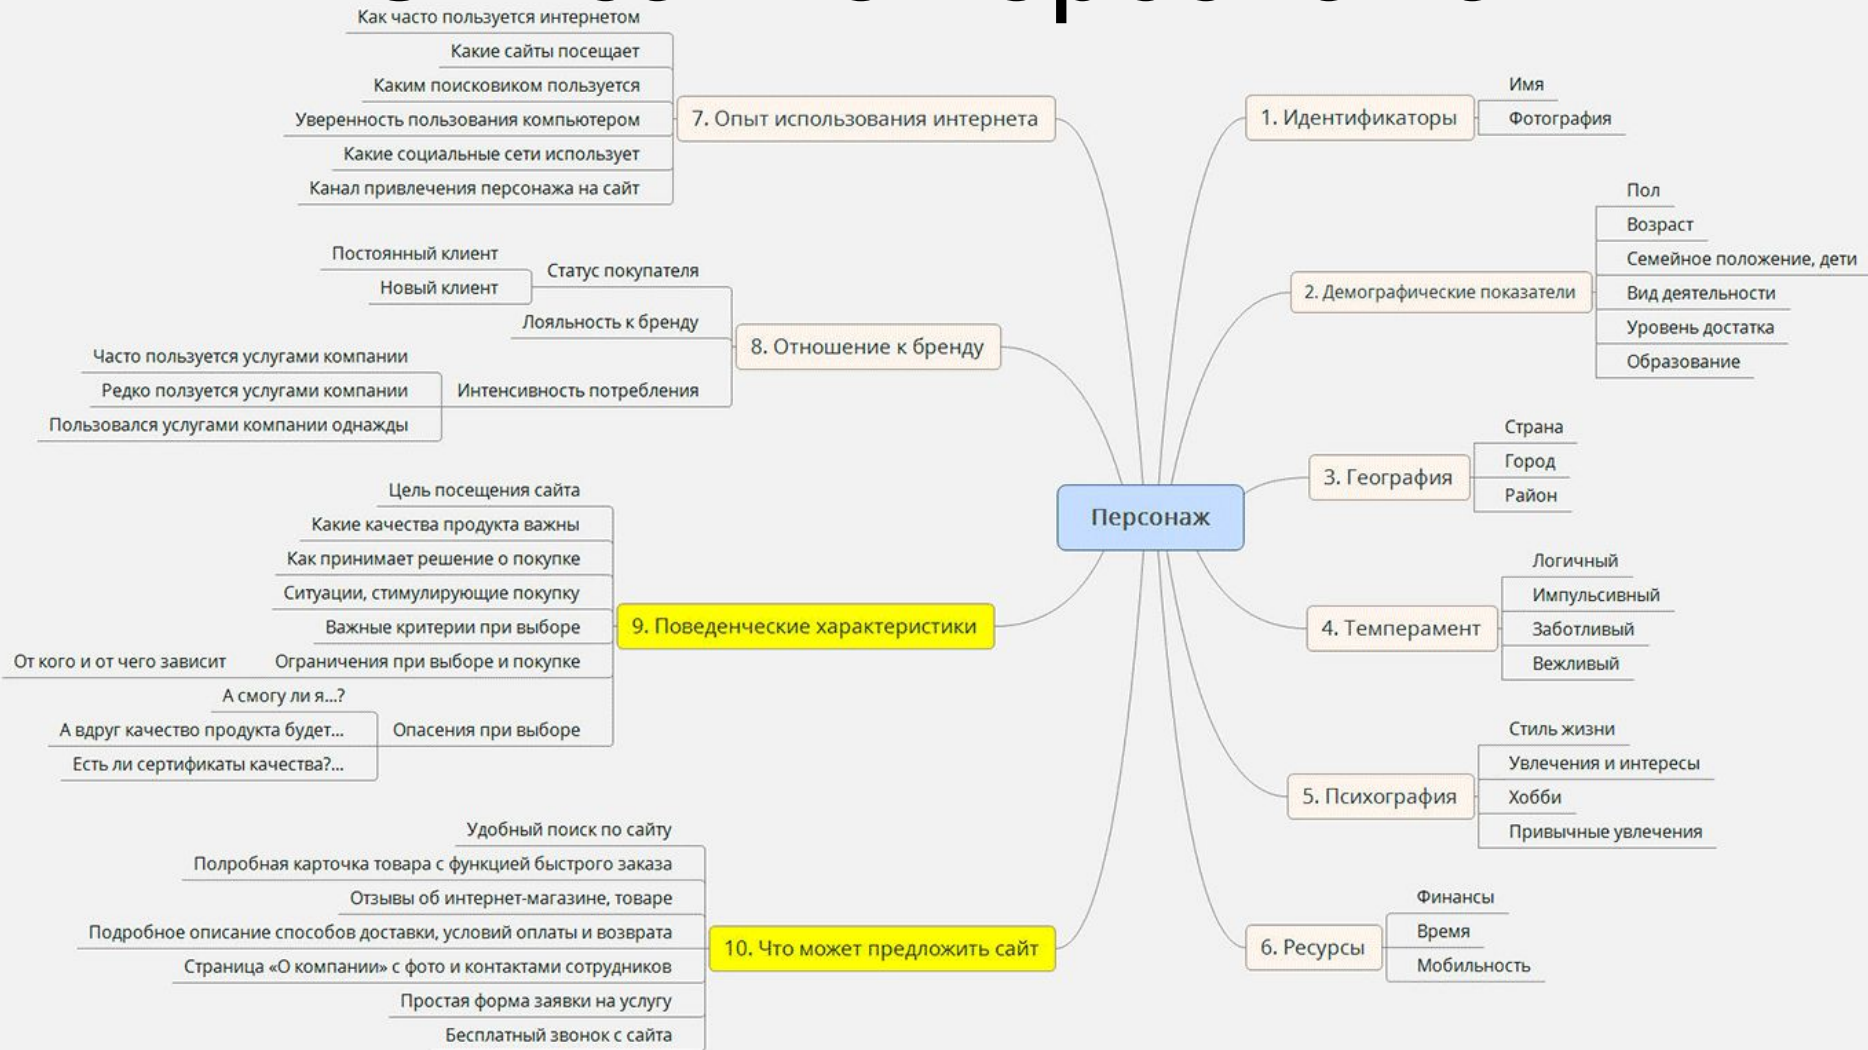 Как часто пользуется интернетом
Какие сайты посещает
Каким поисковиком пользуется
Уверенность пользования компьютером
Какие социальные сети использует
Канал привлечения персонажа на сайт
7. Опыт использования интернета
Постоянный клиент
Новый клиент
Статус покупателя
Лояльность к бренду
Часто пользуется услугами компании
Редко ползуется услугами компании
Пользовался услугами компании однажды
Интенсивность потребления
8. Отношение к бренду
Цель посещения сайта
Какие качества продукта важны
Как принимает решение о покупке
Ситуации, стимулирующие покупку
Важные критерии при выборе
От кого и от чего зависит
Ограничения при выборе и покупке
А смогу ли я...?
А вдруг качество продукта будет...
Есть ли сертификаты качества?...
Опасения при выборе
9. Поведенческие характеристики
Удобный поиск по сайту
Полробная карточка товара с функцией быстрого заказа
Отзывы об интернет-магазине, товаре
Подробное описание способов доставки, условий оплаты и возврата
Страница «О компании» с фото и контактами сотрудников
Простая форма заявки на услугу
Бесплатный звонок с сайта
10. Что может предложить сайт
Персонаж
1. Идентификаторы
Имя
Фотография
2. Демографические показатели
Пол
Возраст
Семейное положение, дети
Вид деятельности
Уровень достатка
Образование
3. География
Страна
Город
Район
4. Темперамент
Логичный
Импульсивный
Заботливый
Вежливый
5. Психография
Стиль жизни
Увлечения и интересы
Хобби
Привычные увлечения
6. Ресурсы
Финансы
Время
Мобильность